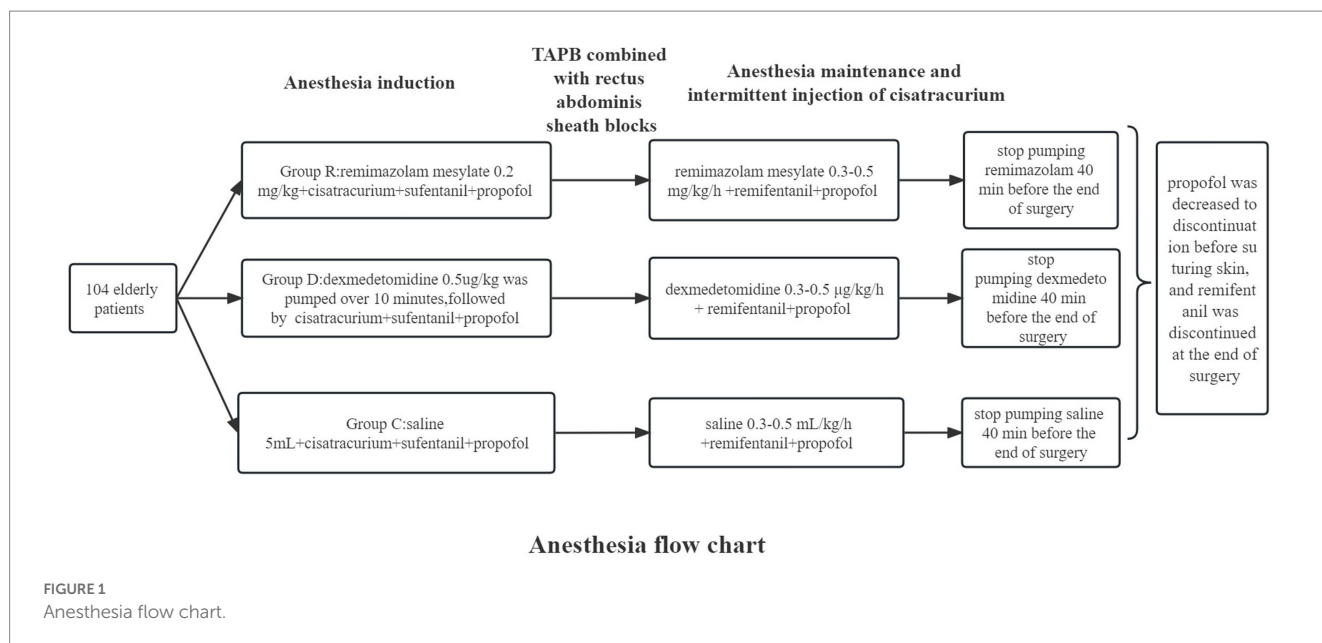 Anesthesia induction
TAPB combined
with rectus
abdominis
sheath blocks
Anesthesia maintenance and
intermittent injection of cisatracurium
104 elderly
patients
Group R:remimazolam mesylate 0.2
mg/kg+cisatracurium+sufentanil+propofol
remimazolam mesylate 0.3-0.5
mg/kg/h +remifentanil+propofol
stop pumping
remimazolam 40
min before the end
of surgery
Group D:dexmedetomidine 0.5ug/kg was
pumped over 10 minutes,followed
by cisatracurium+sufentanil+propofol
dexmedetomidine 0.3-0.5 μg/kg/h
+ remifentanil+propofol
stop
pumping dexmedeto
midine 40 min
before the end of
surgery
Group C:saline
5mL+cisatracurium+sufentanil+propofol
saline 0.3-0.5 mL/kg/h
+remifentanil+propofol
stop pumping saline
40 min before the
end of surgery
propofol was
decreased to
discontinuat
ion before su
turing skin,
and remifent
anil was
discontinued
at the end of
surgery
Anesthesia flow chart
FIGURE 1
Anesthesia flow chart.